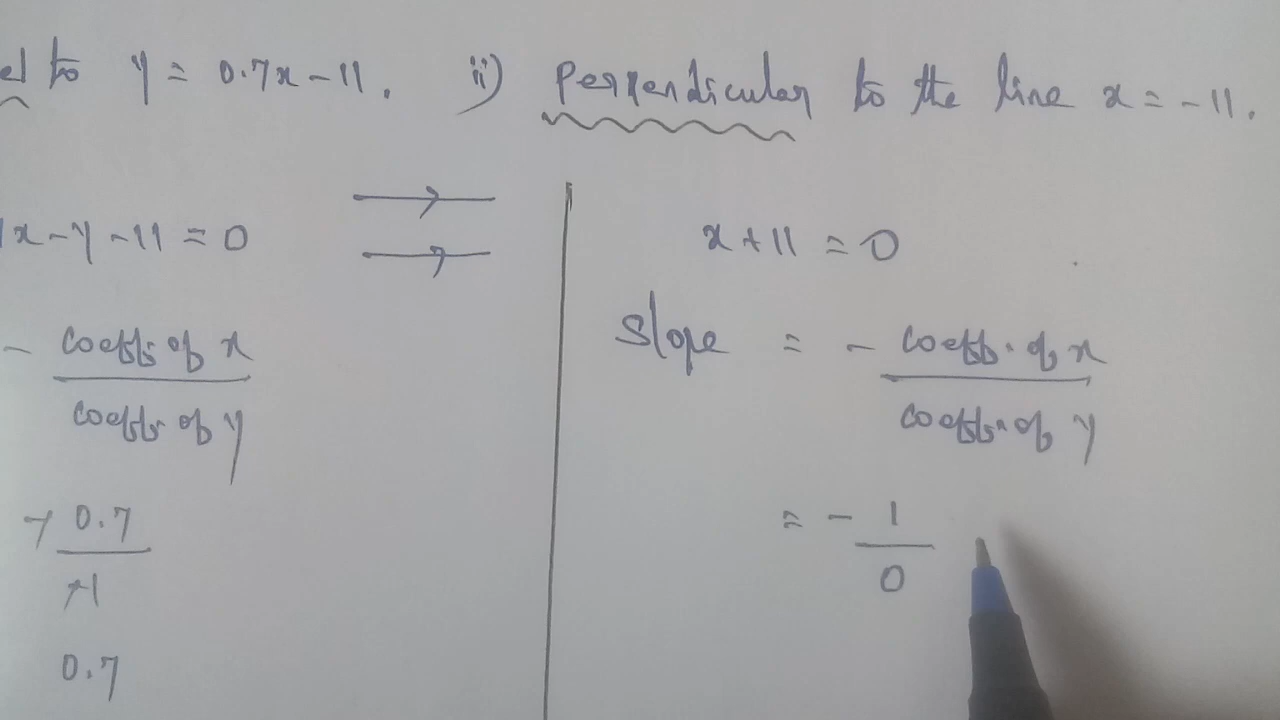 el to y = 0.7x - 11. ii) Perpendicular to the line x = -11.
x - y - 11 = 0
- coeff. of x
coeff. of y
- 0.7
-1
0.7
x + 11 = 0
Slope = - coeff. of x
coeff. of y
= - 1
0